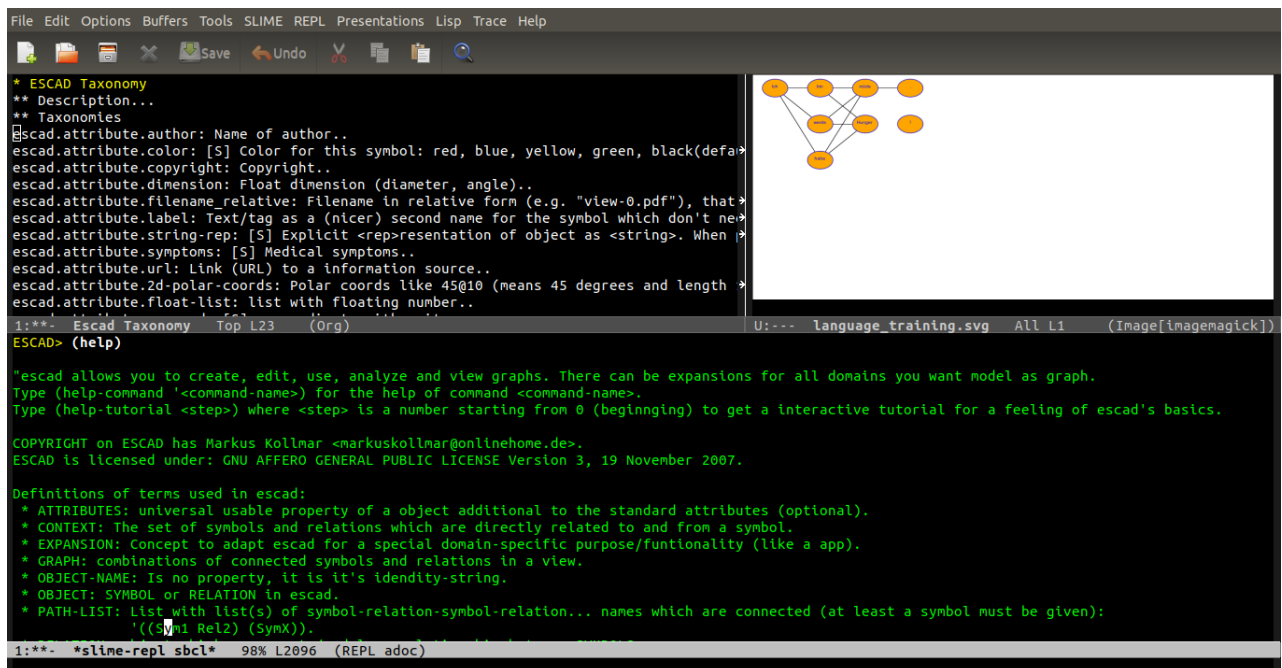 File Edit Options Buffers Tools SLIME REPL Presentations Lisp Trace Help
Save Undo
* ESCAD Taxonomy
** Description...
** Taxonomies
escad.attribute.author: Name of author..
escad.attribute.color: [S] Color for this symbol: red, blue, yellow, green, black(defa
escad.attribute.copyright: Copyright..
escad.attribute.dimension: Float dimension (diameter, angle)..
escad.attribute.filename_relative: Filename in relative form (e.g. "view-0.pdf"), that
escad.attribute.label: Text/tag as a (nicer) second name for the symbol which don't ne
escad.attribute.string-rep: [S] Explicit <rep>resentation of object as <string>. When
escad.attribute.symptoms: [S] Medical symptoms..
escad.attribute.url: Link (URL) to a information source..
escad.attribute.2d-polar-coords: Polar coords like 45@10 (means 45 degrees and length
escad.attribute.float-list: list with floating number..
1:**- Escad Taxonomy Top L23 (Org)
U:--- language_training.svg All L1 (Image[imagemagick])
ESCAD> (help)
"escad allows you to create, edit, use, analyze and view graphs. There can be expansions for all domains you want model as graph.
Type (help-command '<command-name>) for the help of command <command-name>.
Type (help-tutorial <step>) where <step> is a number starting from 0 (beginnging) to get a interactive tutorial for a feeling of escad's basics.
COPYRIGHT on ESCAD has Markus Kollmar <markuskollmar@onlinehome.de>.
ESCAD is licensed under: GNU AFFERO GENERAL PUBLIC LICENSE Version 3, 19 November 2007.
Definitions of terms used in escad:
* ATTRIBUTES: universal usable property of a object additional to the standard attributes (optional).
* CONTEXT: The set of symbols and relations which are directly related to and from a symbol.
* EXPANSION: Concept to adapt escad for a special domain-specific purpose/funtionality (like a app).
* GRAPH: combinations of connected symbols and relations in a view.
* OBJECT-NAME: Is no property, it is it's idendity-string.
* OBJECT: SYMBOL or RELATION in escad.
* PATH-LIST: List with list(s) of symbol-relation-symbol-relation... names which are connected (at least a symbol must be given):
'((Sym1 Rel2) (SymX)).
1:**- *slime-repl sbcl* 98% L2096 (REPL adoc)